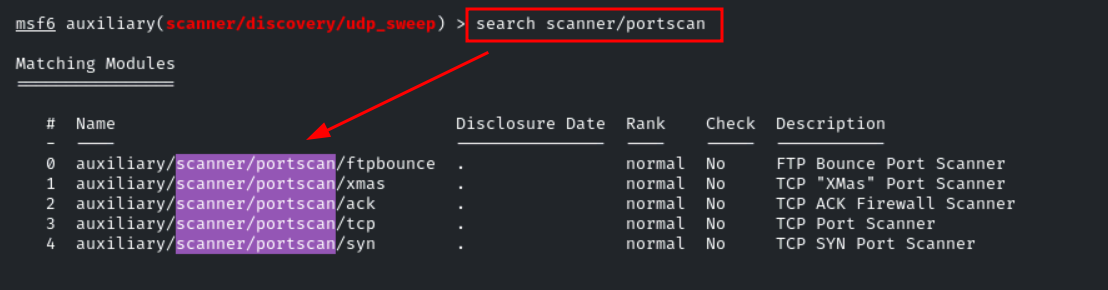 msf6 auxiliary(scanner/discovery/udp_sweep) > search scanner/portscan
Matching Modules
================
# Name Disclosure Date Rank Check Description
- ---- --------------- ---- ----- -----------
0 auxiliary/scanner/portscan/ftpbounce . normal No FTP Bounce Port Scanner
1 auxiliary/scanner/portscan/xmas . normal No TCP "XMas" Port Scanner
2 auxiliary/scanner/portscan/ack . normal No TCP ACK Firewall Scanner
3 auxiliary/scanner/portscan/tcp . normal No TCP Port Scanner
4 auxiliary/scanner/portscan/syn . normal No TCP SYN Port Scanner